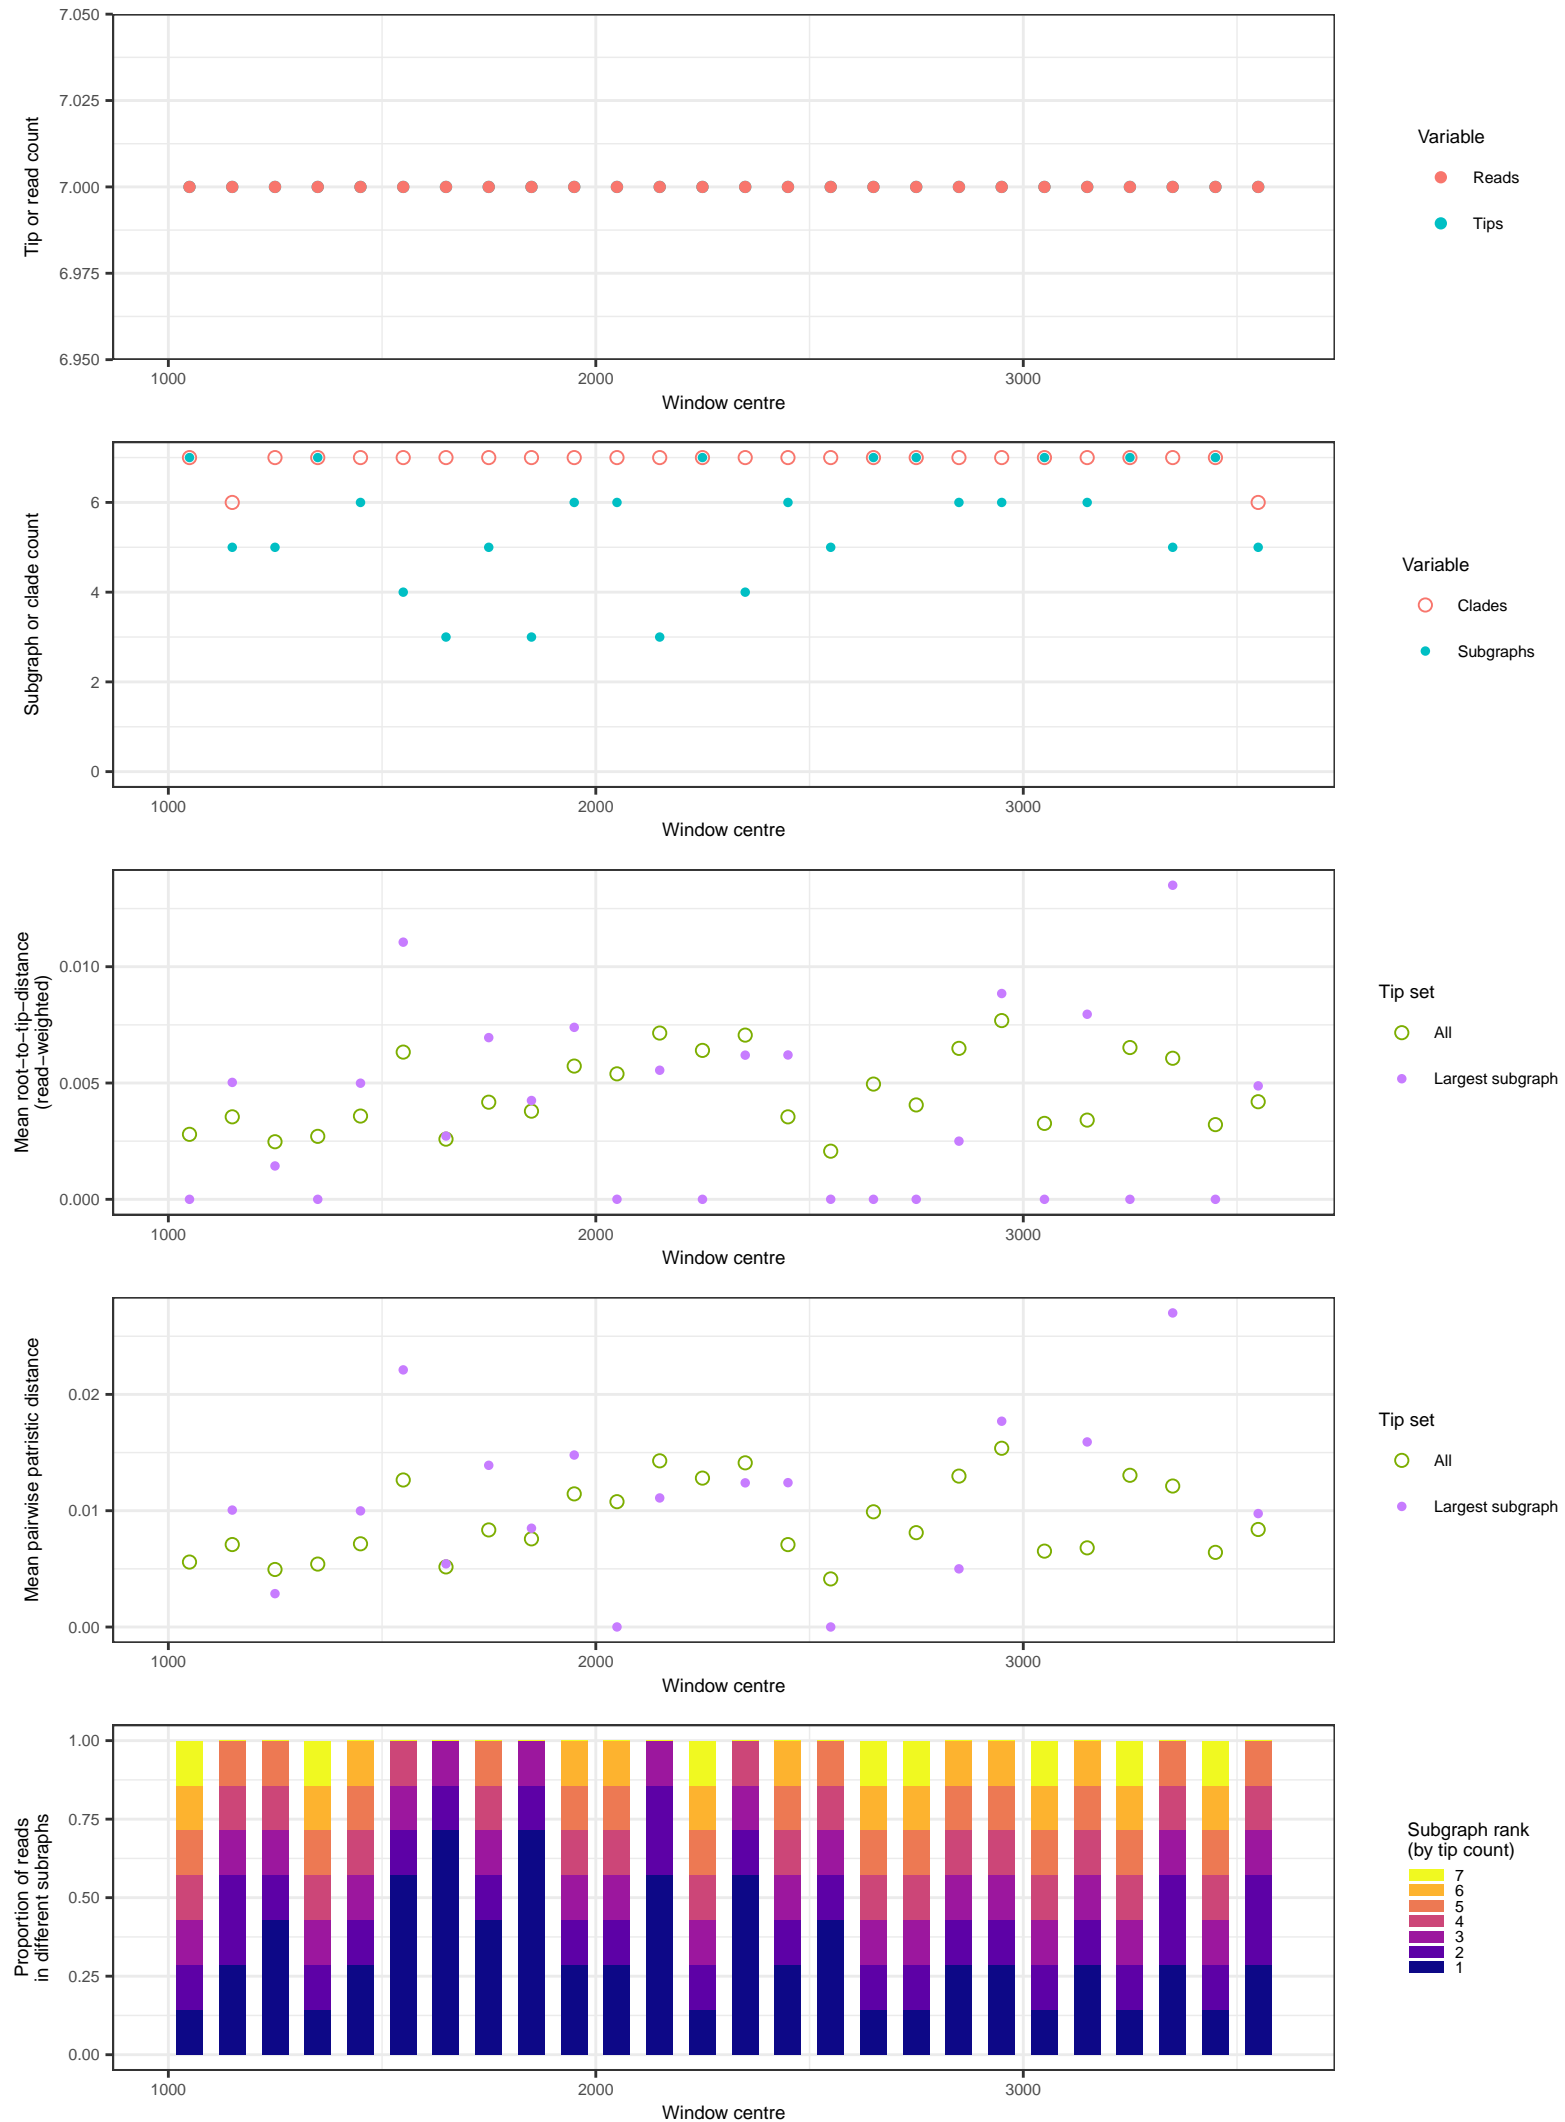 7.050
7.025
7.000
6.975
6.950
Tip or read count
1000
2000
3000
Window centre
Variable
Reads
Tips
6
4
2
0
Subgraph or clade count
1000
2000
3000
Window centre
Variable
Clades
Subgraphs
0.010
0.005
0.000
Mean root−to−tip−distance
(read−weighted)
1000
2000
3000
Window centre
Tip set
All
Largest subgraph
0.02
0.01
0.00
Mean pairwise patristic distance
1000
2000
3000
Window centre
Tip set
All
Largest subgraph
1.00
0.75
0.50
0.25
0.00
Proportion of reads
in different subraphs
1000
2000
3000
Window centre
Subgraph rank
(by tip count)
7
6
5
4
3
2
1